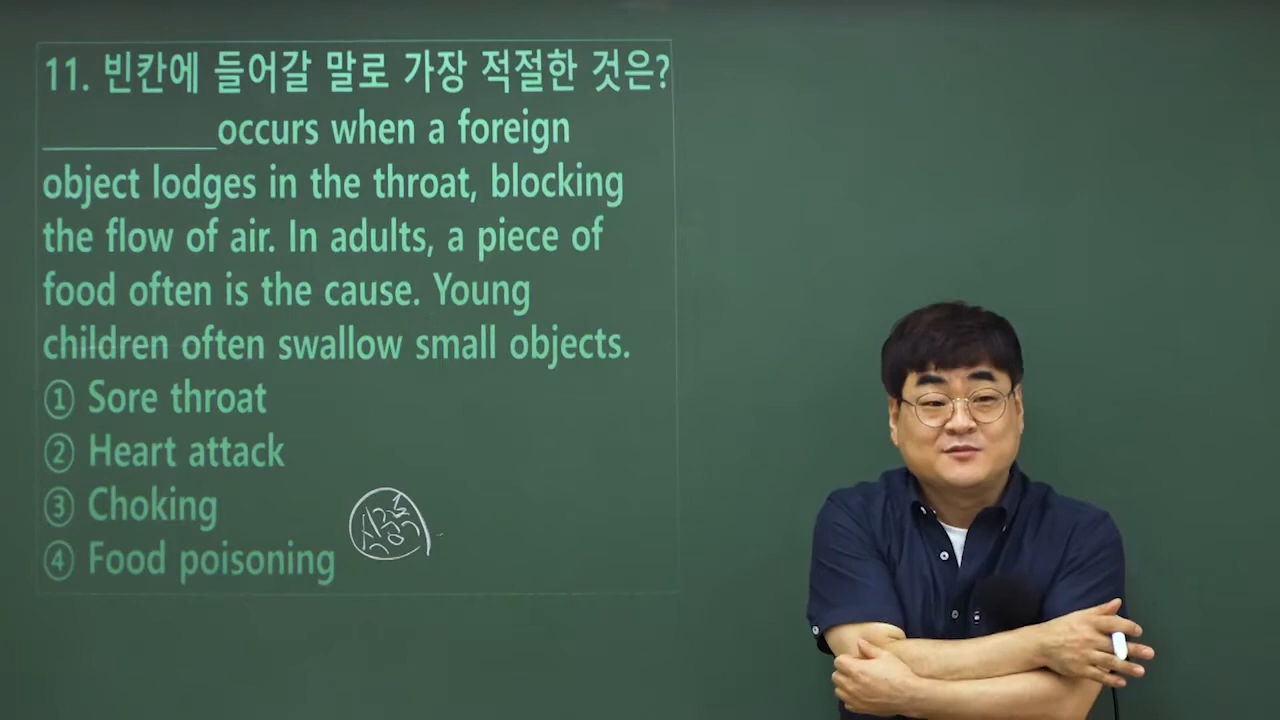 11. 빈칸에 들어갈 말로 가장 적절한 것은?
__________occurs when a foreign
object lodges in the throat, blocking
the flow of air. In adults, a piece of
food often is the cause. Young
children often swallow small objects.
① Sore throat
② Heart attack
③ Choking
④ Food poisoning